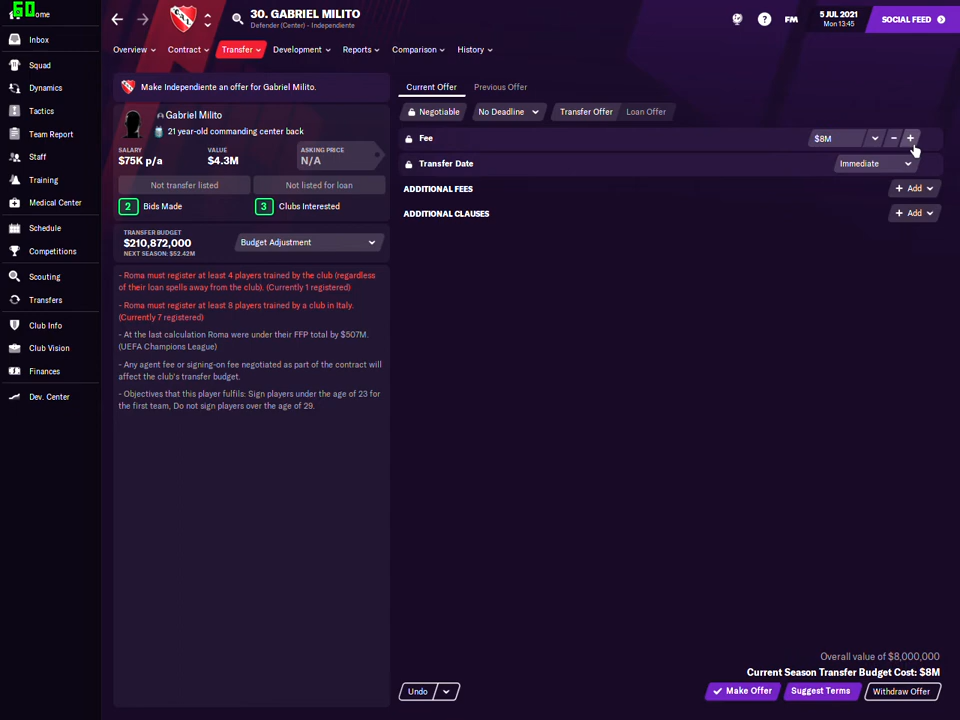 60
ome
30. GABRIEL MILITO
Defender (Center) - Independiente
FM
5 JUL 2021
Mon 13:45
SOCIAL FEED
Inbox
Squad
Dynamics
Tactics
Team Report
Staff
Training
Medical Center
Schedule
Competitions
Scouting
Transfers
Club Info
Club Vision
Finances
Dev. Center
Overview
Contract
Transfer
Development
Reports
Comparison
History
Make Independiente an offer for Gabriel Milito.
Gabriel Milito
21 year-old commanding center back
SALARY
$75K p/a
VALUE
$4.3M
ASKING PRICE
N/A
Not transfer listed
Not listed for loan
2 Bids Made
3 Clubs Interested
TRANSFER BUDGET
$210,872,000
NEXT SEASON: $52.42M
Budget Adjustment
- Roma must register at least 4 players trained by the club (regardless
of their loan spells away from the club). (Currently 1 registered)
- Roma must register at least 8 players trained by a club in Italy.
(Currently 7 registered)
- At the last calculation Roma were under their FFP total by $507M.
(UEFA Champions League)
- Any agent fee or signing-on fee negotiated as part of the contract will
affect the club's transfer budget.
- Objectives that this player fulfils: Sign players under the age of 23 for
the first team, Do not sign players over the age of 29.
Current Offer
Previous Offer
Negotiable
No Deadline
Transfer Offer
Loan Offer
Fee
$8M
Transfer Date
Immediate
ADDITIONAL FEES
+ Add
ADDITIONAL CLAUSES
+ Add
Overall value of $8,000,000
Current Season Transfer Budget Cost: $8M
Undo
Make Offer
Suggest Terms
Withdraw Offer